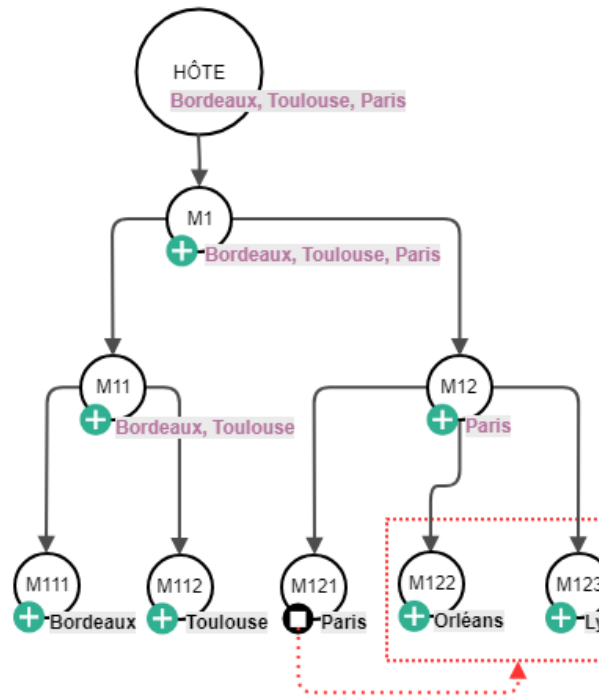 HÔTE
Bordeaux, Toulouse, Paris
M1
Bordeaux, Toulouse, Paris
M11
Bordeaux, Toulouse
M12
Paris
M111
Bordeaux
M112
Toulouse
M121
Paris
M122
Orléans
M123